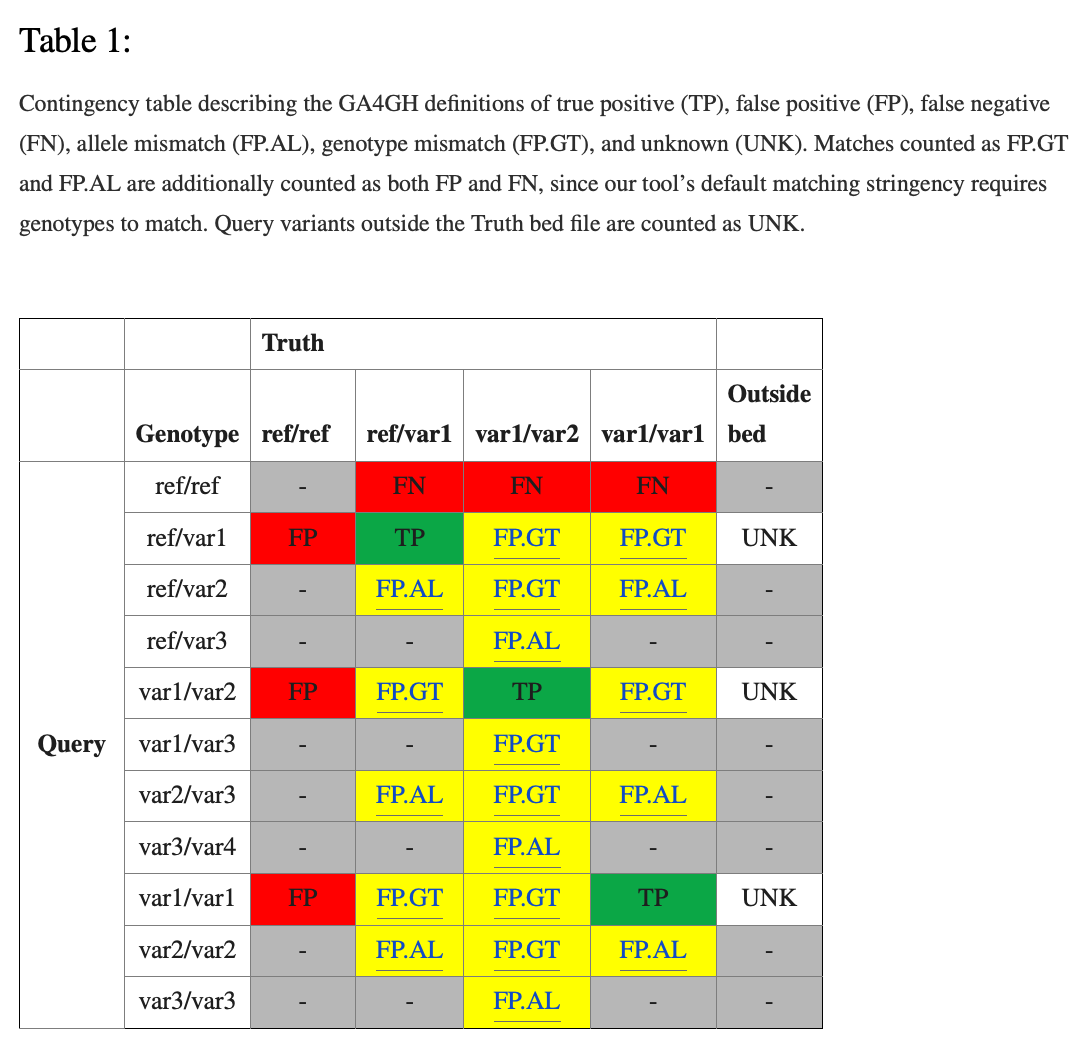 Table 1:
Contingency table describing the GA4GH definitions of true positive (TP), false positive (FP), false negative
(FN), allele mismatch (FP.AL), genotype mismatch (FP.GT), and unknown (UNK). Matches counted as FP.GT
and FP.AL are additionally counted as both FP and FN, since our tool’s default matching stringency requires
genotypes to match. Query variants outside the Truth bed file are counted as UNK.
Truth
Genotype ref/ref ref/var1 var1/var2 var1/var1 Outside bed
ref/ref - FN FN FN -
ref/var1 FP TP FP.GT FP.GT UNK
ref/var2 - FP.AL FP.GT FP.AL -
ref/var3 - - FP.AL - -
var1/var2 FP FP.GT TP FP.GT UNK
Query var1/var3 - - FP.GT - -
var2/var3 - FP.AL FP.GT FP.AL -
var3/var4 - - FP.AL - -
var1/var1 FP FP.GT FP.GT TP UNK
var2/var2 - FP.AL FP.GT FP.AL -
var3/var3 - - FP.AL - -